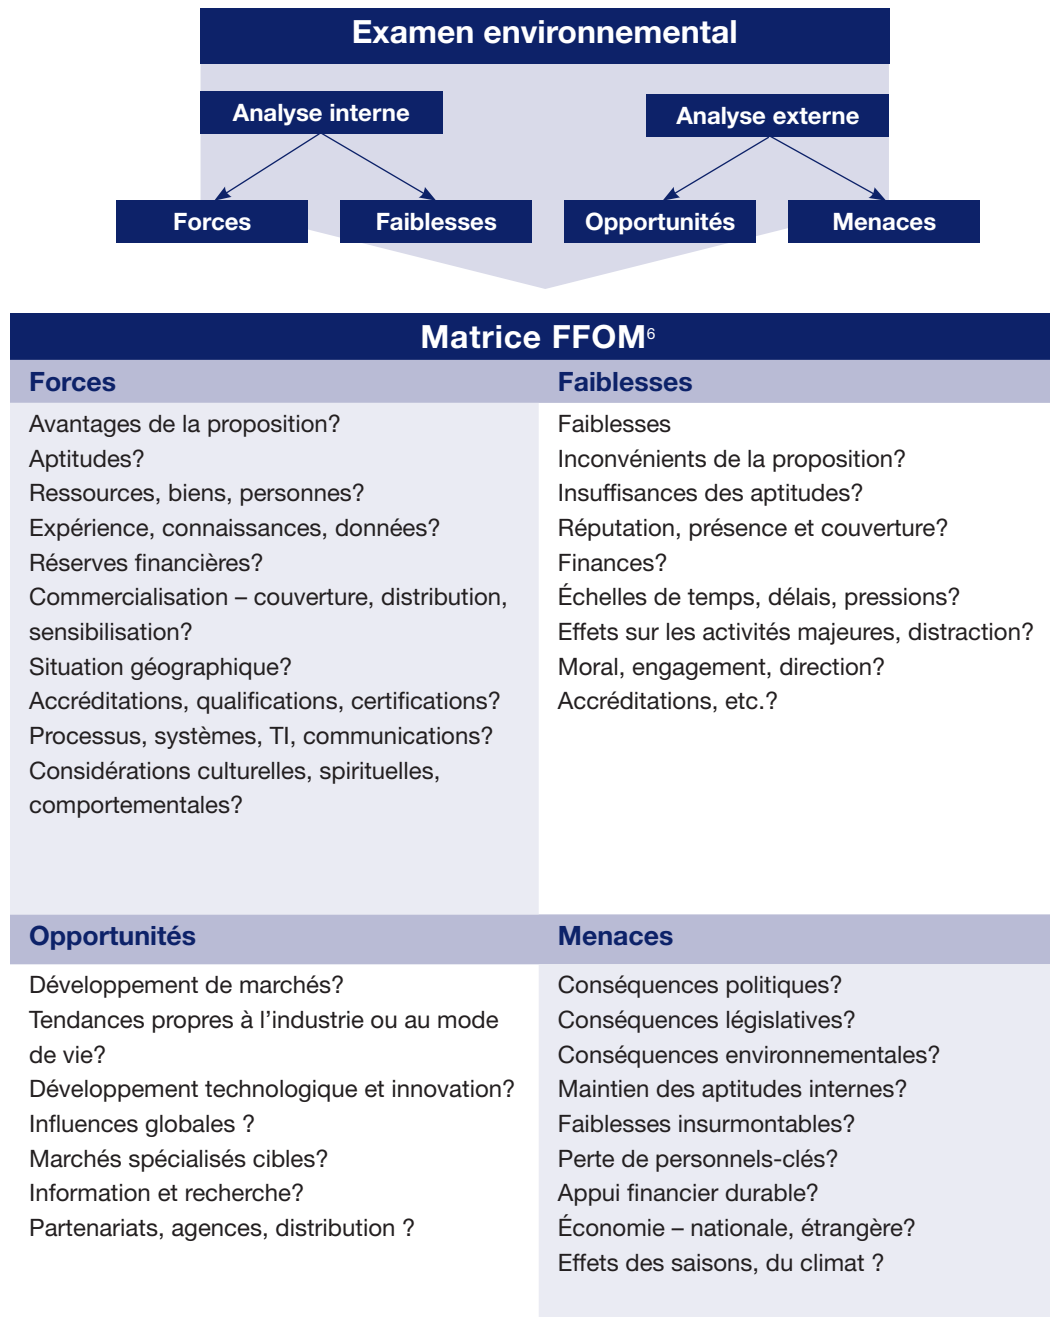 Examen environnemental
Analyse interne
Analyse externe
Forces
Faiblesses
Opportunités
Menaces
Matrice FFOM6
Forces
Avantages de la proposition?
Aptitudes?
Ressources, biens, personnes?
Expérience, connaissances, données?
Réserves financières?
Commercialisation – couverture, distribution,
sensibilisation?
Situation géographique?
Accréditations, qualifications, certifications?
Processus, systèmes, TI, communications?
Considérations culturelles, spirituelles,
comportementales?
Faiblesses
Faiblesses
Inconvénients de la proposition?
Insuffisances des aptitudes?
Réputation, présence et couverture?
Finances?
Échelles de temps, délais, pressions?
Effets sur les activités majeures, distraction?
Moral, engagement, direction?
Accréditations, etc.?
Opportunités
Développement de marchés?
Tendances propres à l’industrie ou au mode
de vie?
Développement technologique et innovation?
Influences globales ?
Marchés spécialisés cibles?
Information et recherche?
Partenariats, agences, distribution ?
Menaces
Conséquences politiques?
Conséquences législatives?
Conséquences environnementales?
Maintien des aptitudes internes?
Faiblesses insurmontables?
Perte de personnels-clés?
Appui financier durable?
Économie – nationale, étrangère?
Effets des saisons, du climat ?